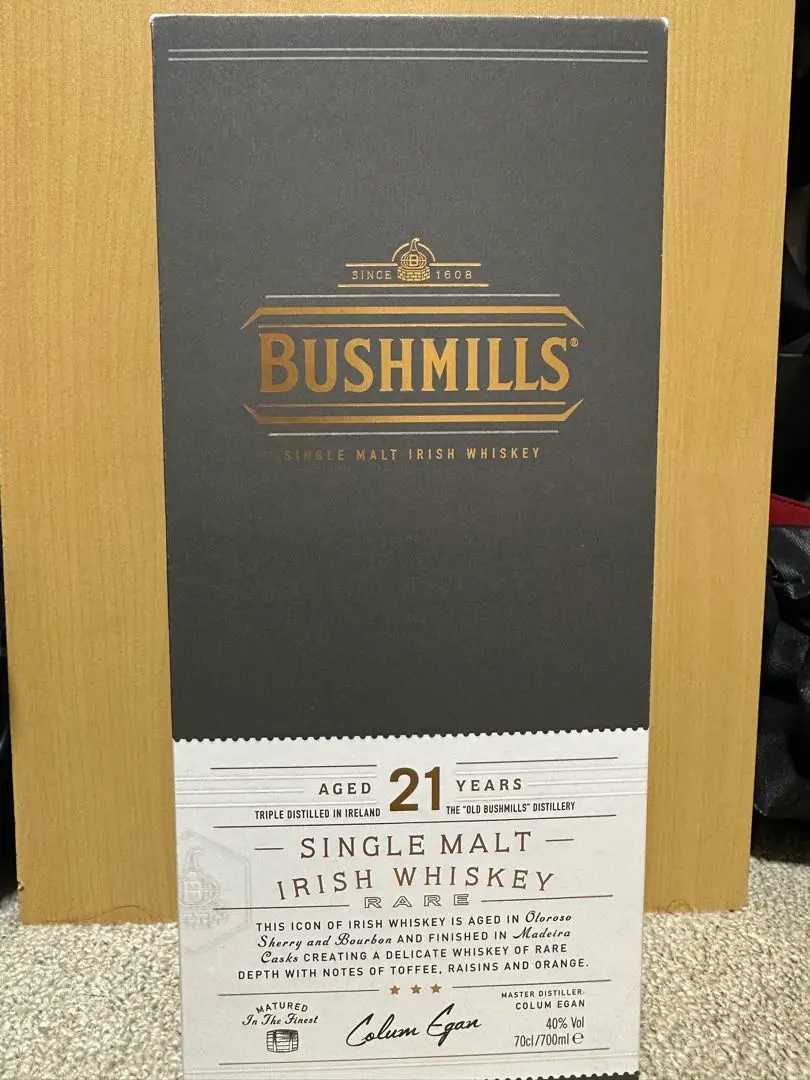 SINCE 1608
B
BUSHMILLS®
SINGLE MALT IRISH WHISKEY
AGED 21 YEARS
TRIPLE DISTILLED IN IRELAND THE "OLD BUSHMILLS" DISTILLERY
SINGLE MALT
IRISH WHISKEY
RARE
THIS ICON OF IRISH WHISKEY IS AGED IN Oloroso
Sherry and Bourbon AND FINISHED IN Madeira
Casks CREATING A DELICATE WHISKEY OF RARE
DEPTH WITH NOTES OF TOFFEE, RAISINS AND ORANGE.
MATURED
In The Finest
Colum Egan
MASTER DISTILLER:
COLUM EGAN
40% Vol
70cl/700ml ℮